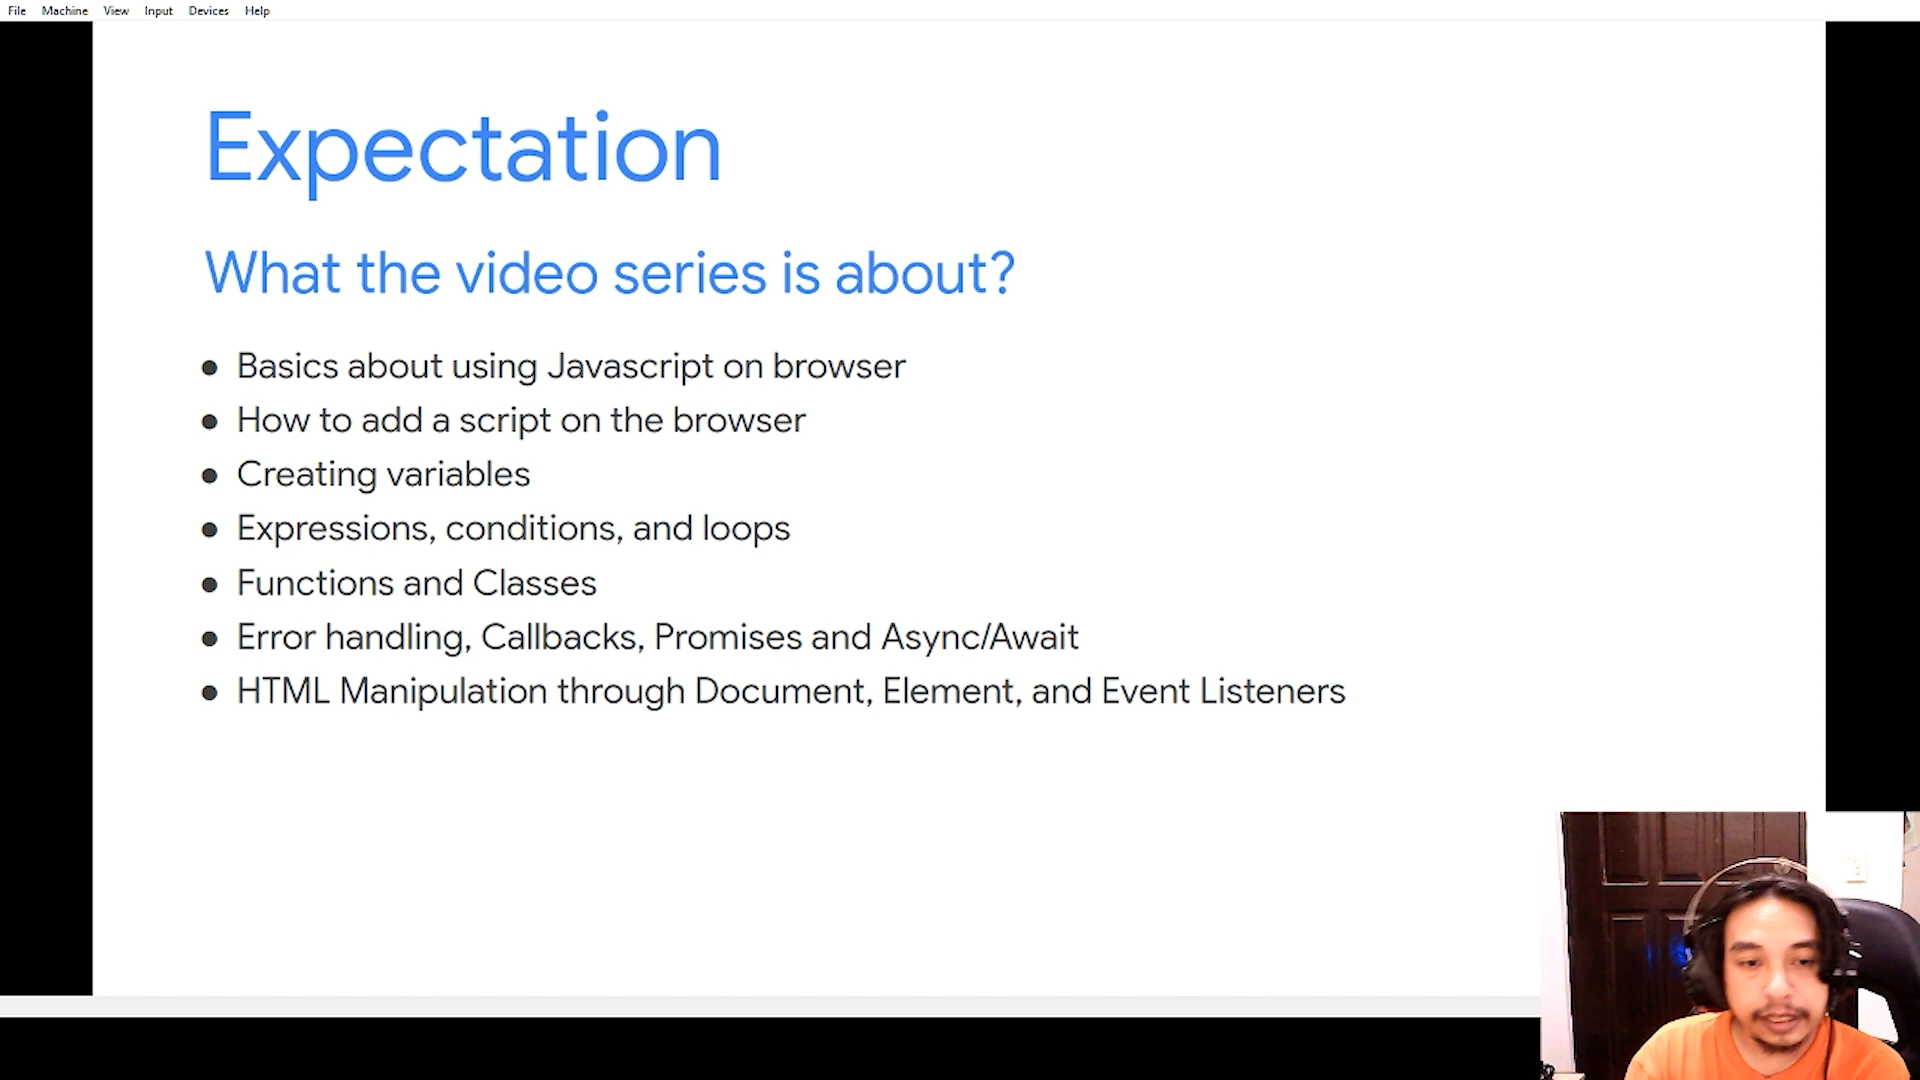 File Machine View Input Devices Help
Expectation
What the video series is about?
● Basics about using Javascript on browser
● How to add a script on the browser
● Creating variables
● Expressions, conditions, and loops
● Functions and Classes
● Error handling, Callbacks, Promises and Async/Await
● HTML Manipulation through Document, Element, and Event Listeners